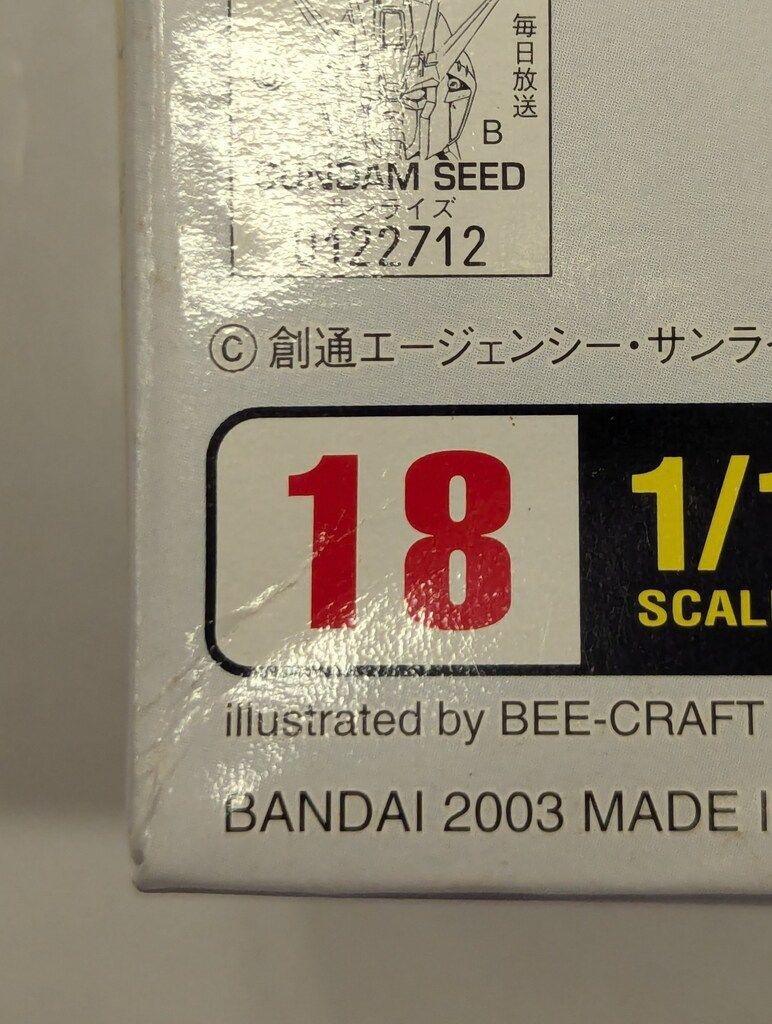 毎日放送
B
GUNDAM SEED
サンライズ
122712
©創通エージェンシー・サンラ
18
1/1
SCAL
illustrated by BEE-CRAFT
BANDAI 2003 MADE I